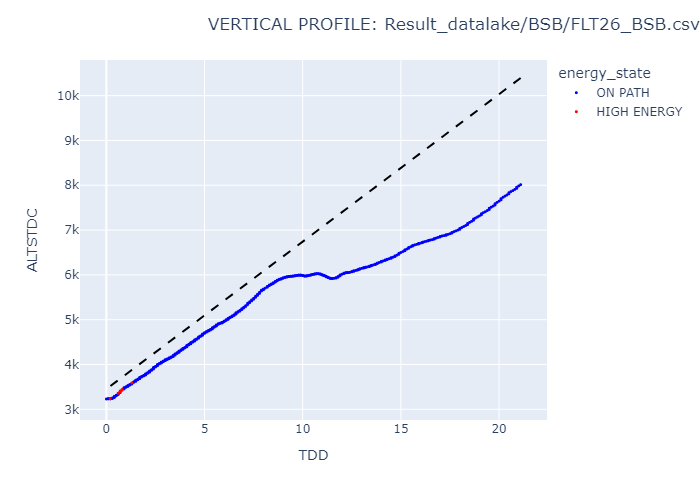 VERTICAL PROFILE: Result_datalake/BSB/FLT26_BSB.csv
energy_state
ON PATH
HIGH ENERGY
10k
9k
8k
7k
6k
5k
4k
3k
ALTSTDC
0
5
10
15
20
TDD